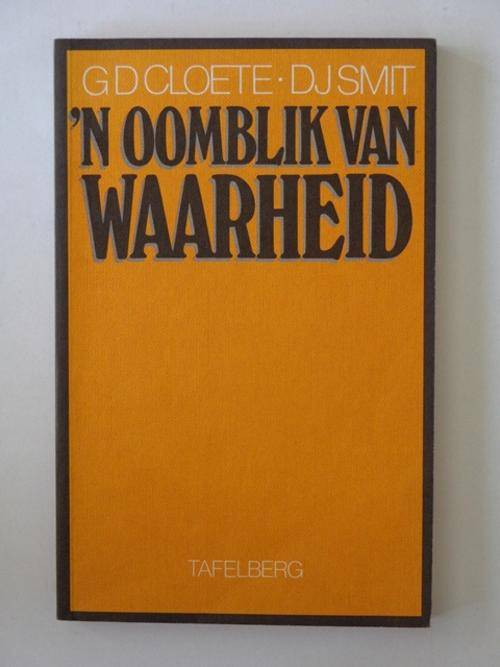 G D CLOETE · D J SMIT
'N OOMBLIK VAN
WAARHEID
TAFELBERG